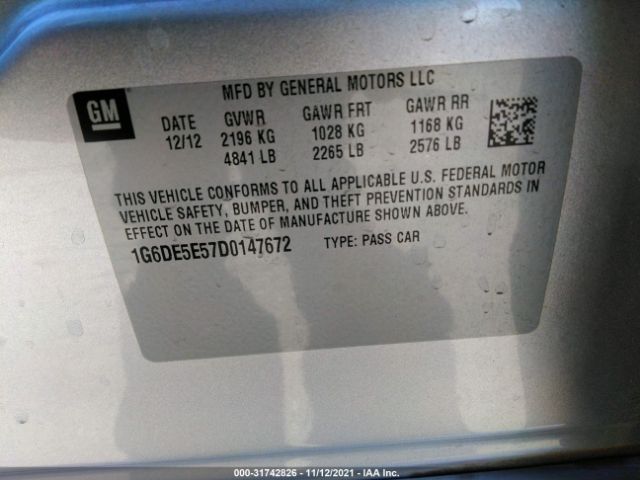 GM
MFD BY GENERAL MOTORS LLC
DATE GVWR GAWR FRT GAWR RR
12/12 2196 KG 1028 KG 1168 KG
4841 LB 2265 LB 2576 LB
THIS VEHICLE CONFORMS TO ALL APPLICABLE U.S. FEDERAL MOTOR
VEHICLE SAFETY, BUMPER, AND THEFT PREVENTION STANDARDS IN
EFFECT ON THE DATE OF MANUFACTURE SHOWN ABOVE.
1G6DE5E57D0147672 TYPE: PASS CAR
000-31742826 - 11/12/2021 - IAA Inc.